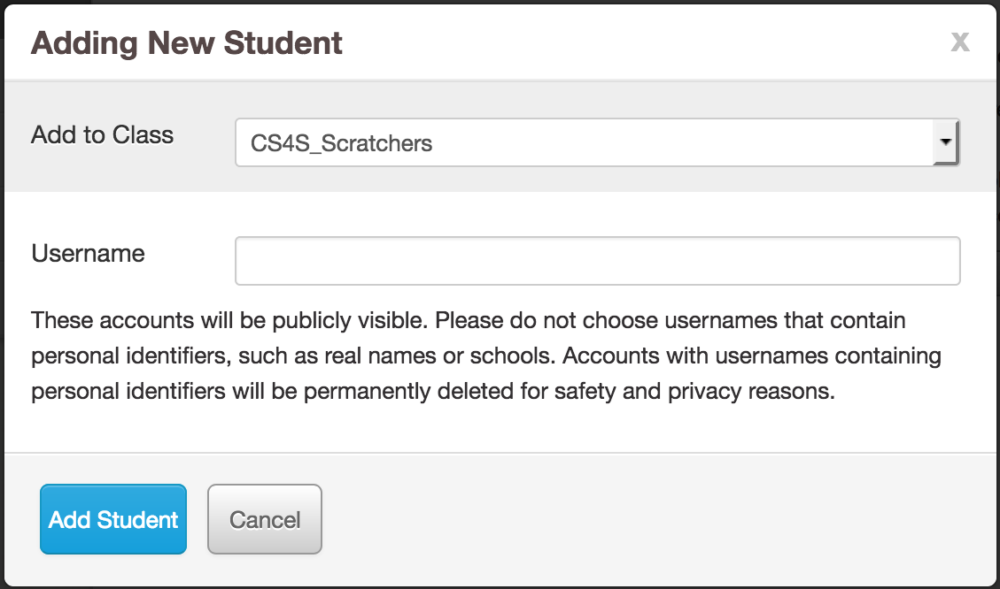 Adding New Student
x
Add to Class
CS4S_Scratchers
Username
These accounts will be publicly visible. Please do not choose usernames that contain
personal identifiers, such as real names or schools. Accounts with usernames containing
personal identifiers will be permanently deleted for safety and privacy reasons.
Add Student
Cancel